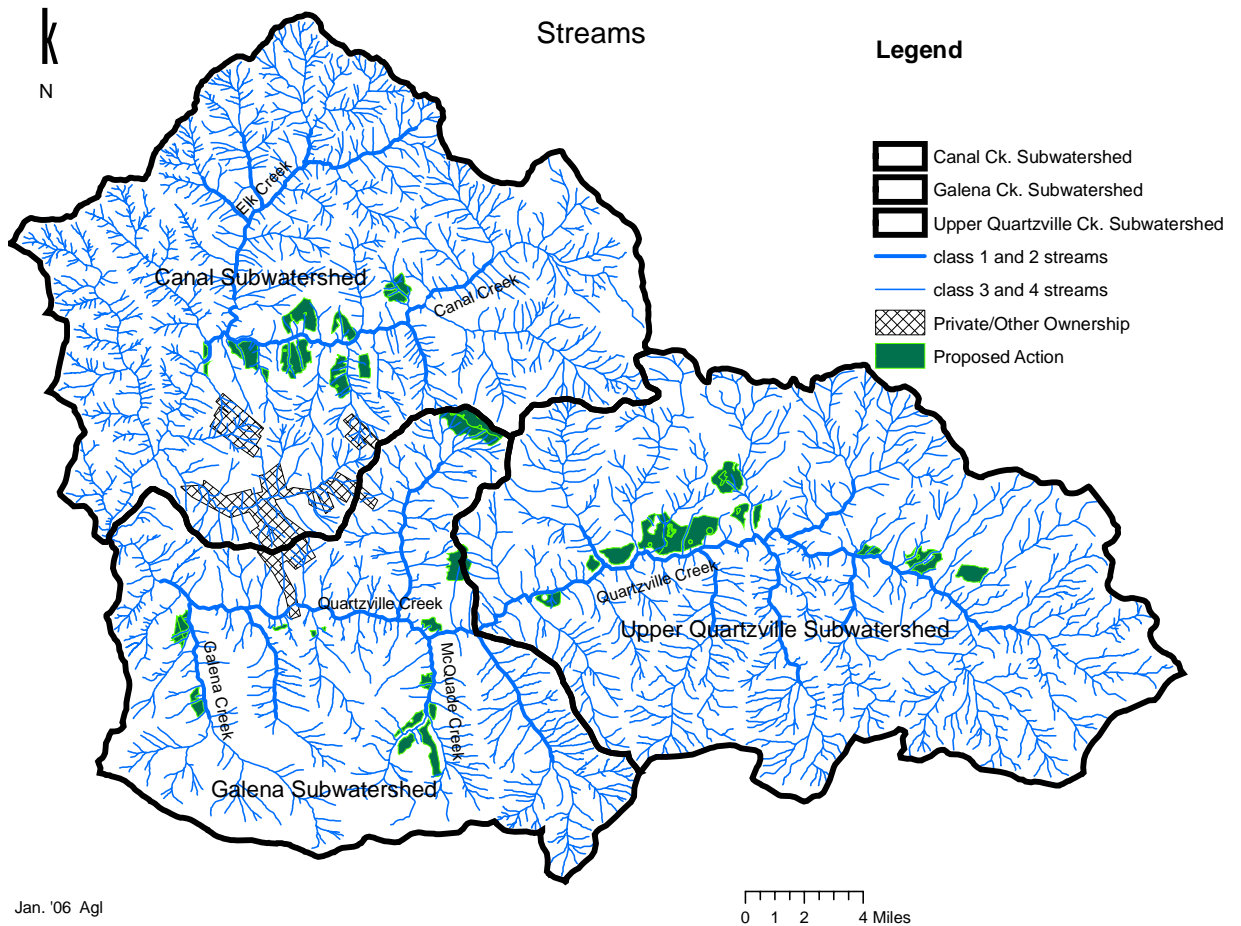 k
N
Streams
Legend
Canal Ck. Subwatershed
Galena Ck. Subwatershed
Upper Quartzville Ck. Subwatershed
class 1 and 2 streams
class 3 and 4 streams
Private/Other Ownership
Proposed Action
Elk Creek
Canal Subwatershed
Canal Creek
Quartzville Creek
Quartzville Creek
Upper Quartzville Subwatershed
Galena Creek
McQuade Creek
Galena Subwatershed
Jan. '06 Agl
0 1 2 4 Miles